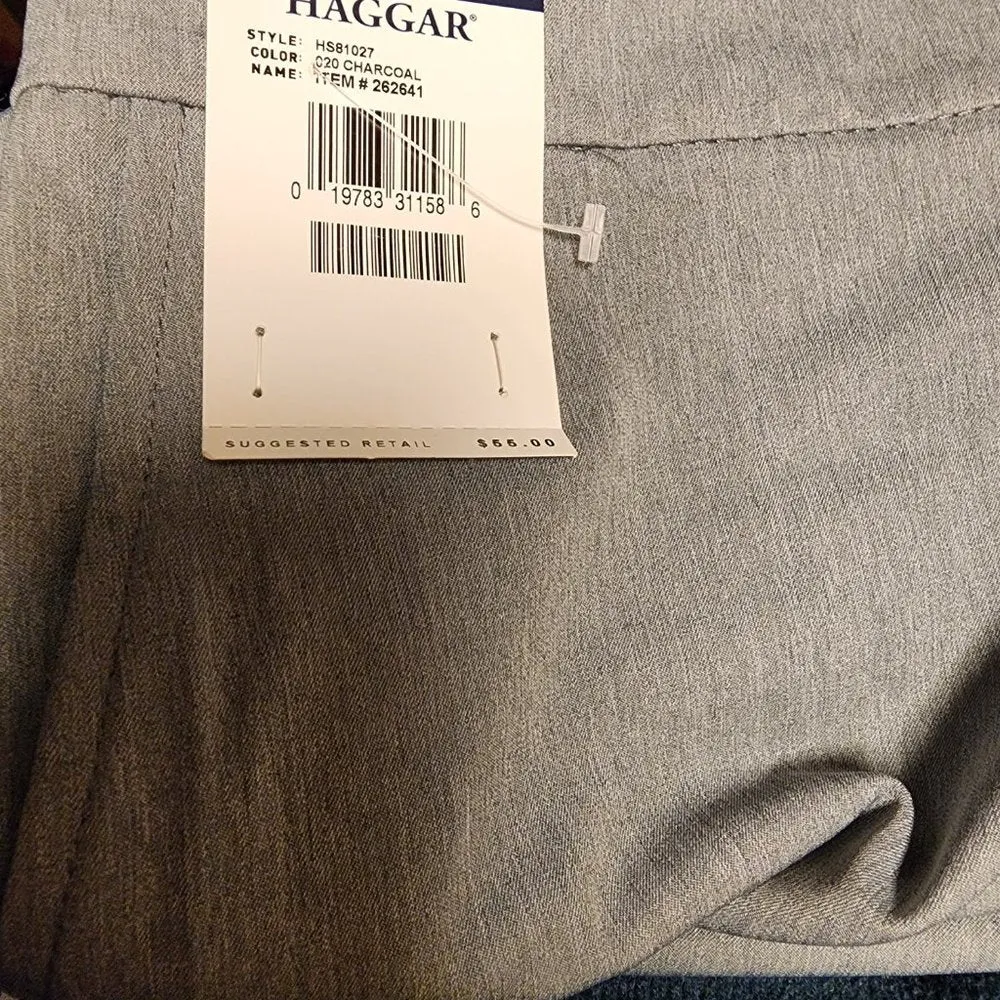 HAGGAR®
STYLE: HS81027
COLOR: 020 CHARCOAL
NAME: ITEM # 262641
0 19783 31158 6
SUGGESTED RETAIL $55.00